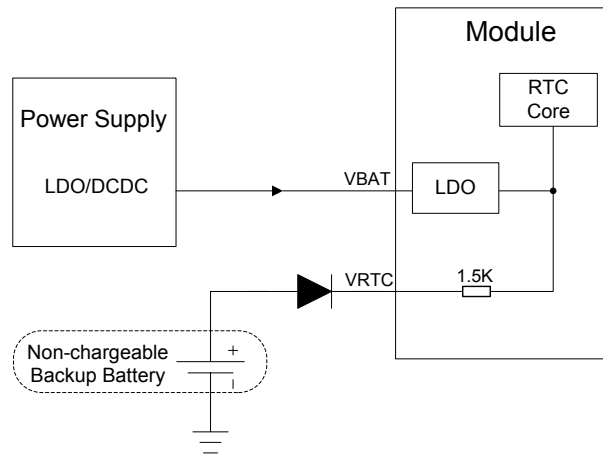 Module
RTC
Core
Power Supply
LDO/DCDC
VBAT
LDO
VRTC
1.5K
Non-chargeable
Backup Battery
+